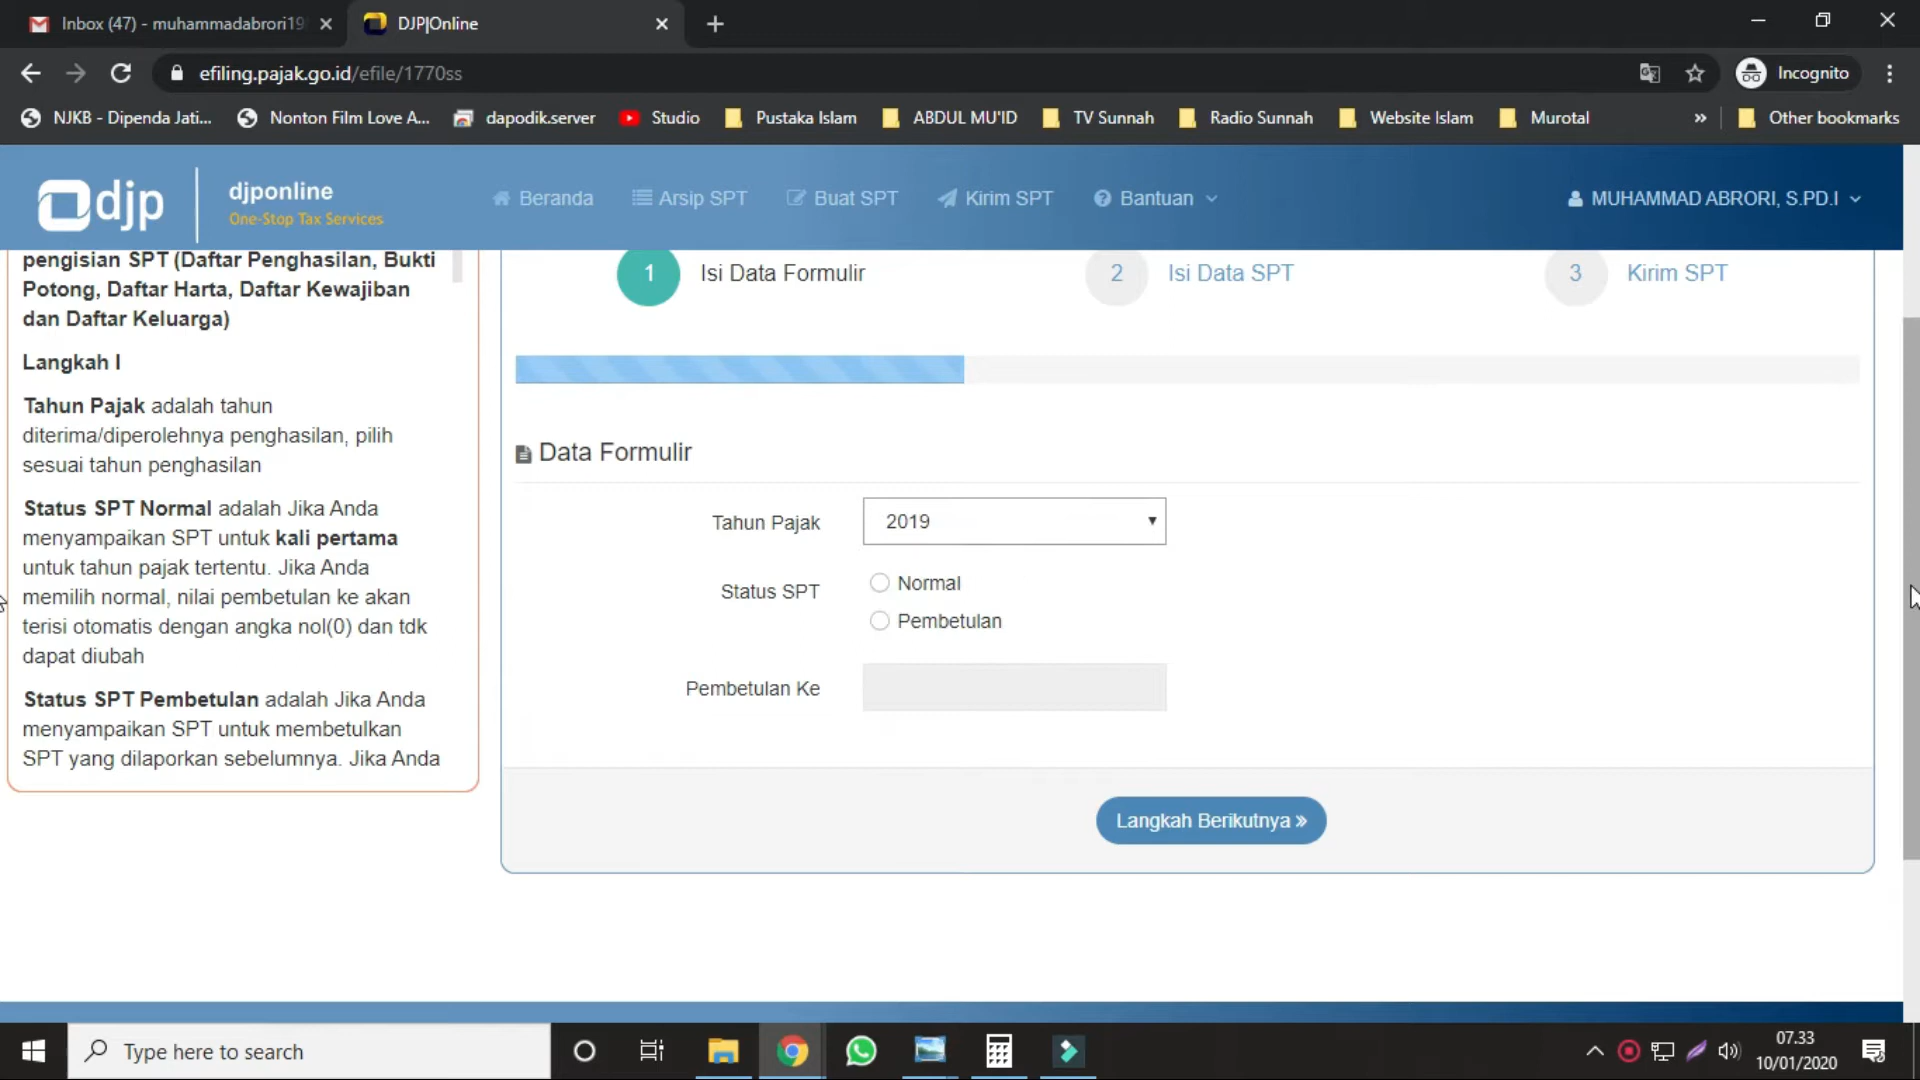 Inbox (47) - muhammadabrori19
DJP|Online
efiling.pajak.go.id/efile/1770ss
Incognito
NJKB - Dipenda Jati...
Nonton Film Love A...
dapodik.server
Studio
Pustaka Islam
ABDUL MU'ID
TV Sunnah
Radio Sunnah
Website Islam
Murotal
»
Other bookmarks
djp
djponline
One-Stop Tax Services
Beranda
Arsip SPT
Buat SPT
Kirim SPT
Bantuan
MUHAMMAD ABRORI, S.PD.I
pengisian SPT (Daftar Penghasilan, Bukti
Potong, Daftar Harta, Daftar Kewajiban
dan Daftar Keluarga)
Langkah I
Tahun Pajak adalah tahun
diterima/diperolehnya penghasilan, pilih
sesuai tahun penghasilan
Status SPT Normal adalah Jika Anda
menyampaikan SPT untuk kali pertama
untuk tahun pajak tertentu. Jika Anda
memilih normal, nilai pembetulan ke akan
terisi otomatis dengan angka nol(0) dan tdk
dapat diubah
Status SPT Pembetulan adalah Jika Anda
menyampaikan SPT untuk membetulkan
SPT yang dilaporkan sebelumnya. Jika Anda
1 Isi Data Formulir
2 Isi Data SPT
3 Kirim SPT
Data Formulir
Tahun Pajak 2019
Status SPT
Normal
Pembetulan
Pembetulan Ke
Langkah Berikutnya »
Type here to search
07.33
10/01/2020